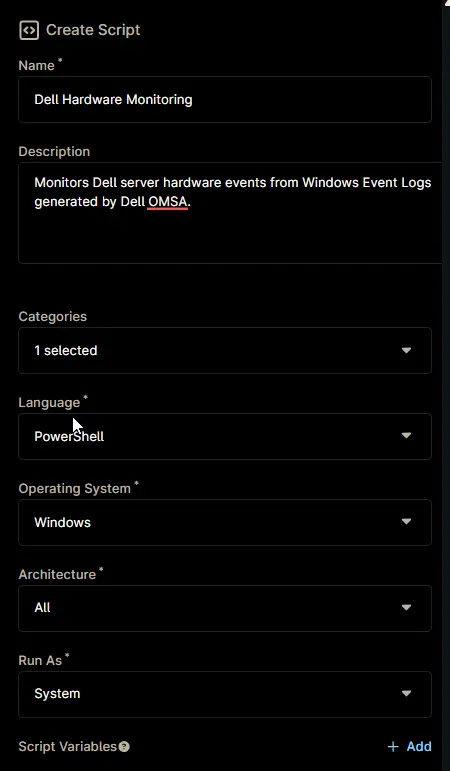 Create Script
Name *
Dell Hardware Monitoring
Description
Monitors Dell server hardware events from Windows Event Logs
generated by Dell OMSA.
Categories
1 selected
Language *
PowerShell
Operating System *
Windows
Architecture *
All
Run As *
System
Script Variables ?
+ Add